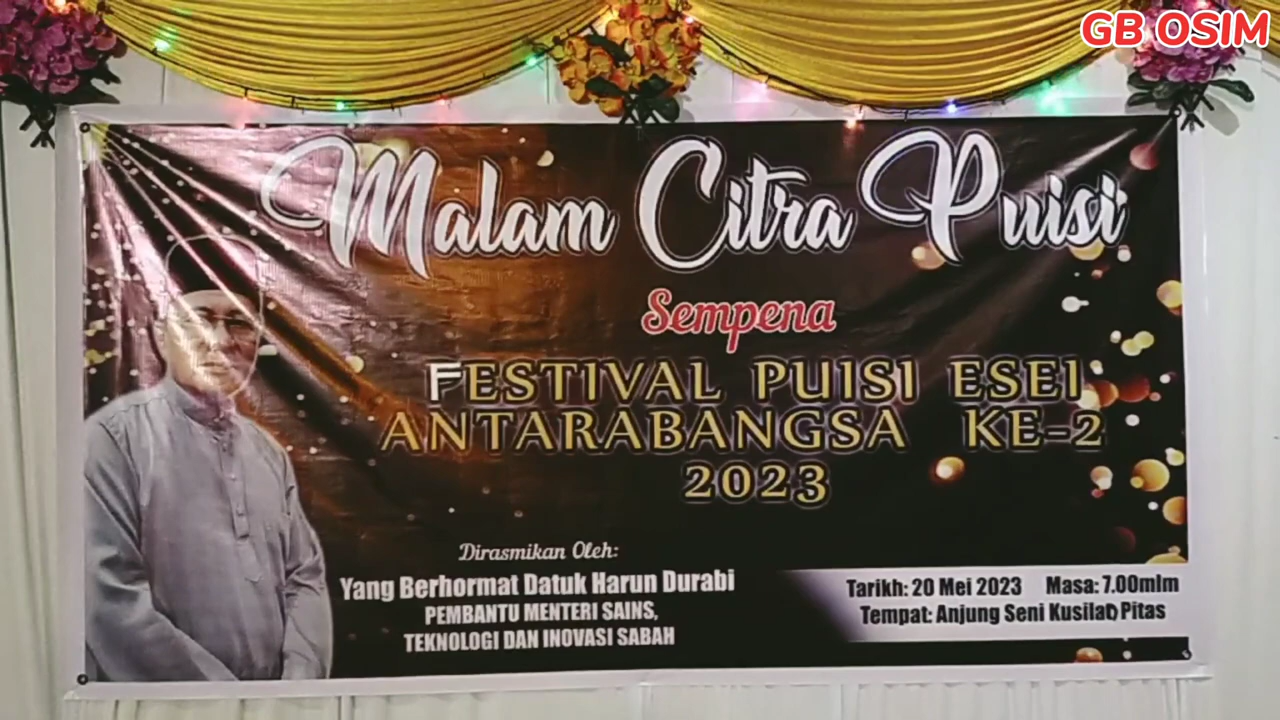 GB OSIM
Malam Citra Puisi
Sempena
FESTIVAL PUISI ESEI
ANTARABANGSA KE-2
2023
Dirasmikan Oleh:
Yang Berhormat Datuk Harun Durabi
PEMBANTU MENTERI SAINS,
TEKNOLOGI DAN INOVASI SABAH
Tarikh: 20 Mei 2023 Masa: 7.00mlm
Tempat: Anjung Seni Kusilad, Pitas